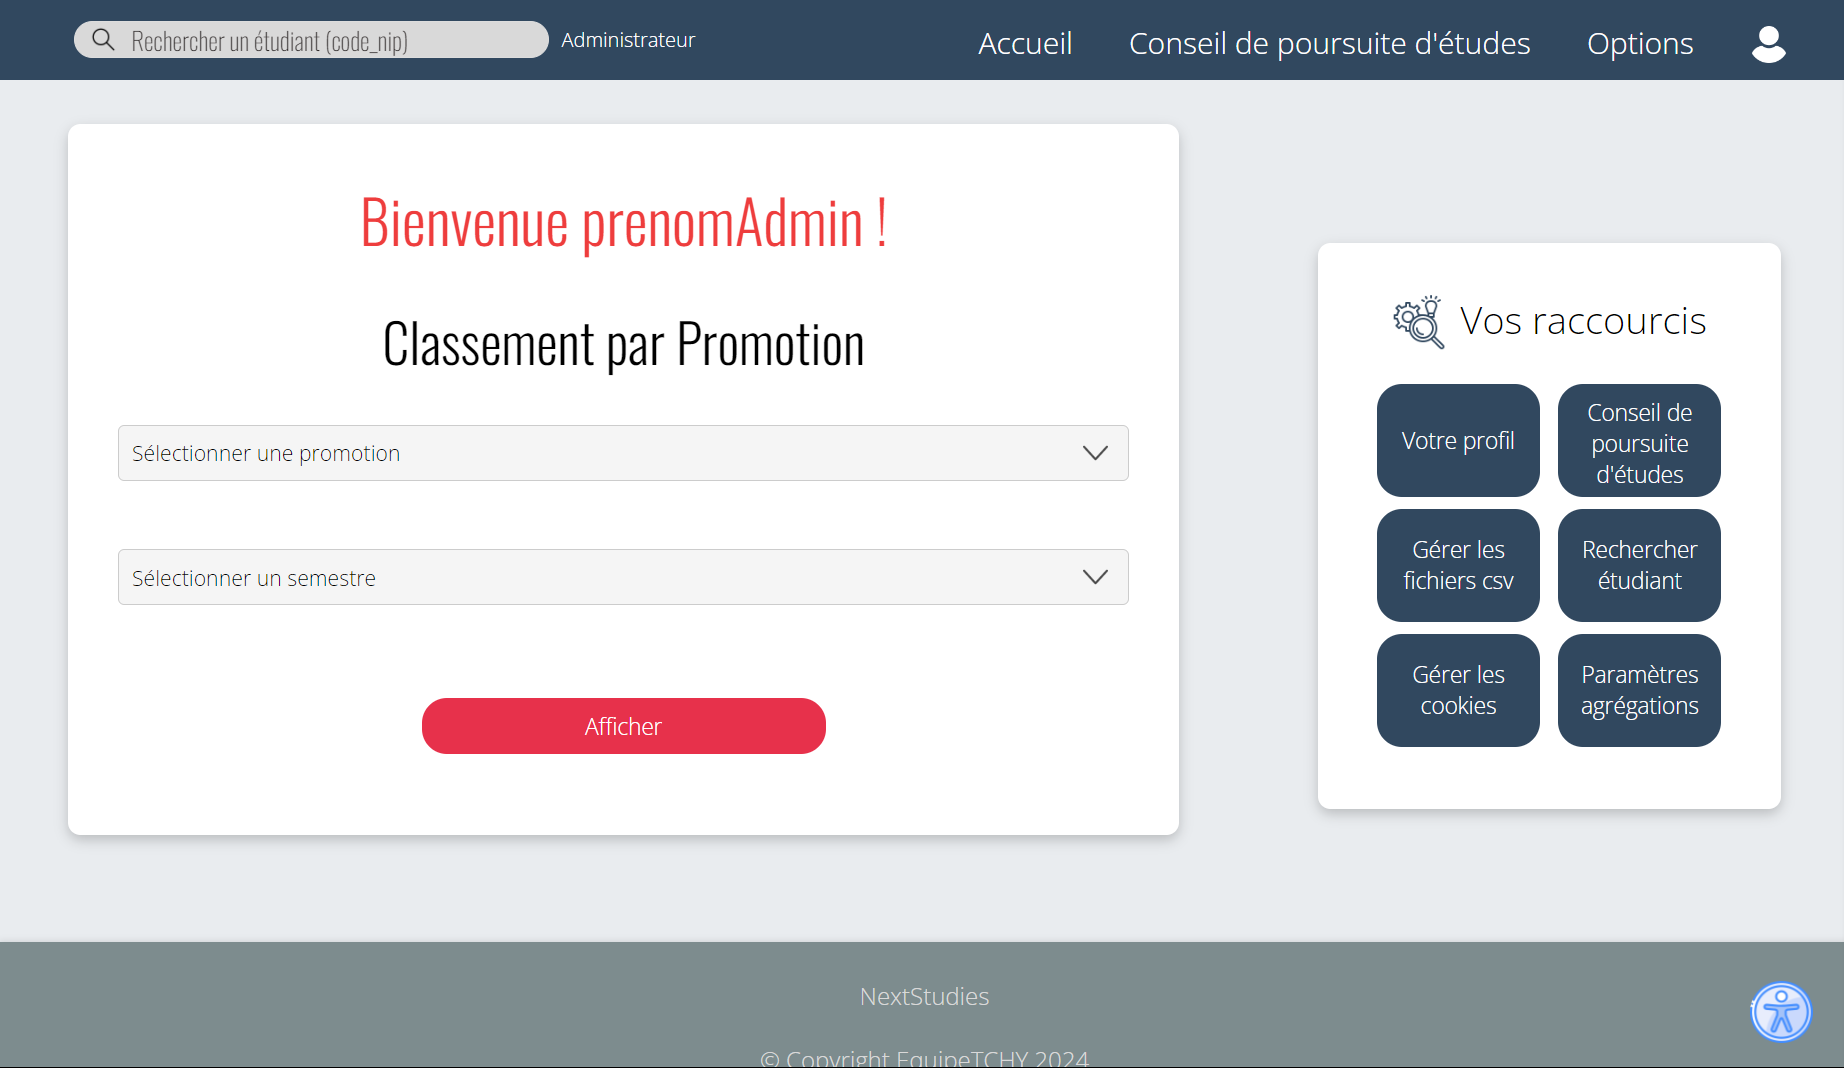 Rechercher un étudiant (code_nip)
Administrateur
Accueil
Conseil de poursuite d'études
Options
Bienvenue prenomAdmin !
Classement par Promotion
Sélectionner une promotion
Sélectionner un semestre
Afficher
Vos raccourcis
Votre profil
Conseil de
poursuite
d'études
Gérer les
fichiers csv
Rechercher
étudiant
Gérer les
cookies
Paramètres
agrégations
NextStudies
© Copyright EquipeTCHY 2024